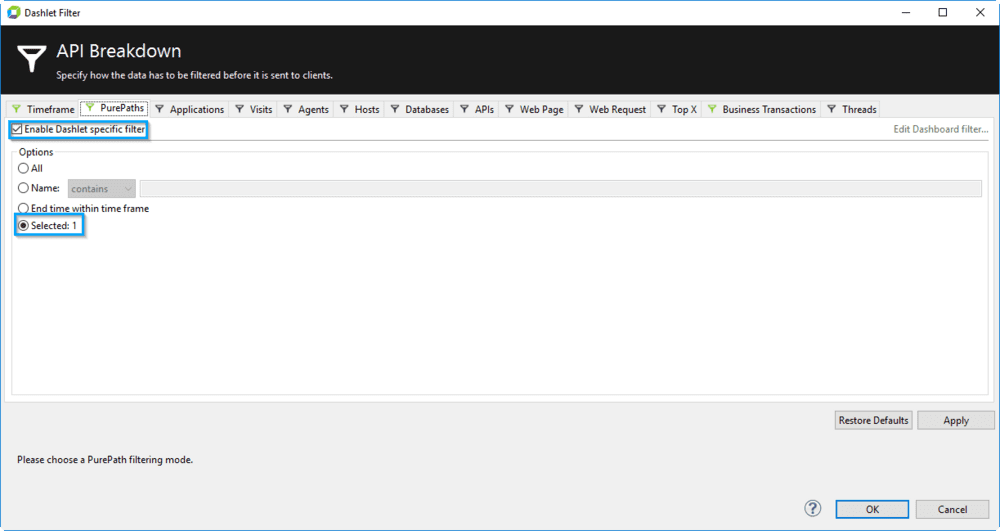 Dashlet Filter
API Breakdown
Specify how the data has to be filtered before it is sent to clients.
Timeframe PurePaths Applications Visits Agents Hosts Databases APIs Web Page Web Request Top X Business Transactions Threads
Enable Dashlet specific filter Edit Dashboard filter...
Options
All
Name: contains
End time within time frame
Selected: 1
Restore Defaults Apply
Please choose a PurePath filtering mode.
? OK Cancel